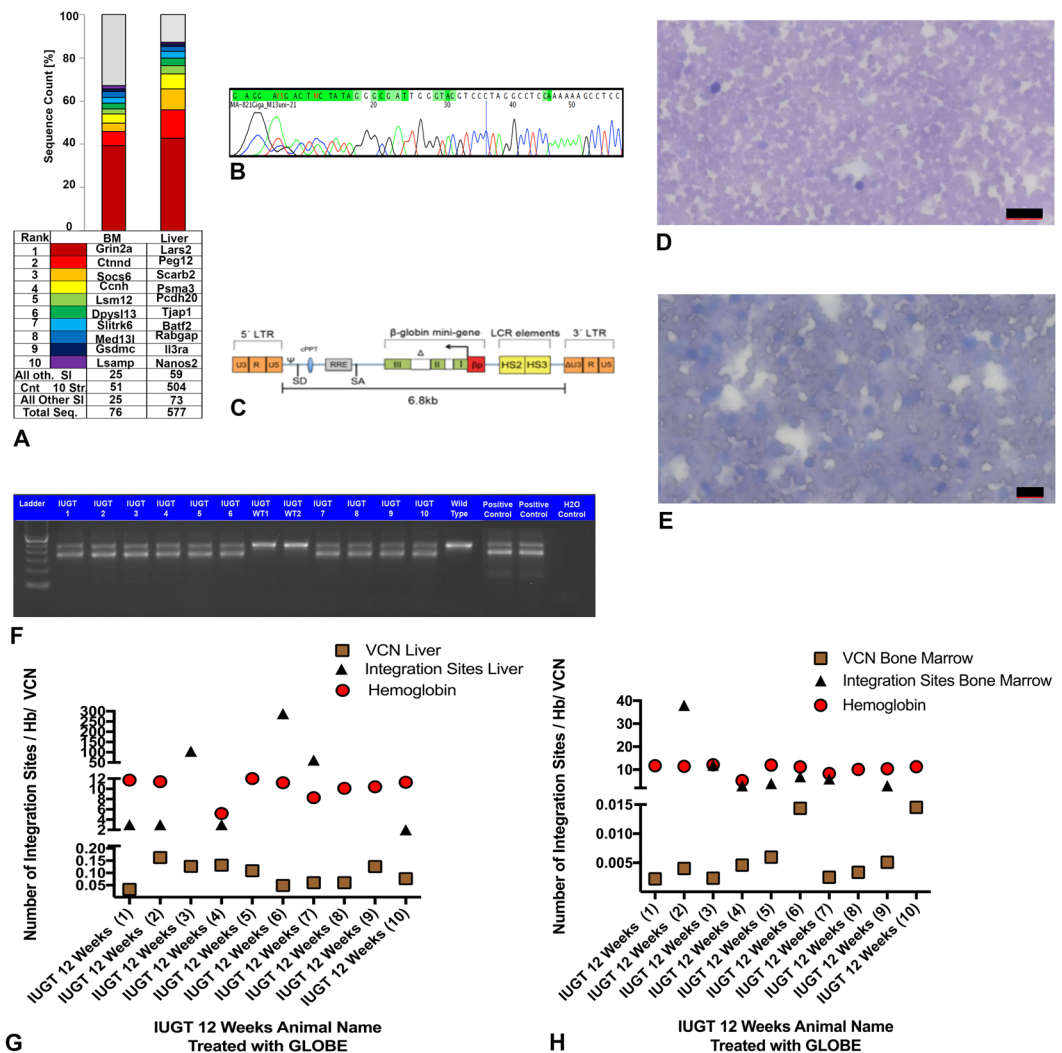 100
80
60
40
20
0
Sequence Count [%]
Rank BM Liver
1 Grin2a Lars2
2 Ctnnd Peg12
3 Socs6 Scarb2
4 Ccnh Psma3
5 Lsm12 Pcdh20
6 Dpysl13 Tjap1
7 Slitrk6 Batf2
8 Med13l Rabgap
9 Gsdmc Il3ra
10 Lsamp Nanos2
All oth. SI 25 59
Cnt 10 Str. 51 504
All Other SI 25 73
Total Seq. 76 577
A
MA-821Giga_M13uni-21 20 30 40 50
B
5´ LTR
β-globin mini-gene
LCR elements
3´ LTR
cPPT
Ψ
Δ
U3 R U5
RRE
III II I βp
HS2 HS3
ΔU3 R U5
SD
SA
6.8kb
C
D
E
Ladder
IUGT 1
IUGT 2
IUGT 3
IUGT 4
IUGT 5
IUGT 6
IUGT WT1
IUGT WT2
IUGT 7
IUGT 8
IUGT 9
IUGT 10
Wild Type
Positive Control
Positive Control
H2O Control
F
VCN Liver
Integration Sites Liver
Hemoglobin
Number of Integration Sites / Hb/ VCN
300
250
200
150
100
50
12
10
8
6
4
2
0.20
0.15
0.10
0.05
IUGT 12 Weeks (1)
IUGT 12 Weeks (2)
IUGT 12 Weeks (3)
IUGT 12 Weeks (4)
IUGT 12 Weeks (5)
IUGT 12 Weeks (6)
IUGT 12 Weeks (7)
IUGT 12 Weeks (8)
IUGT 12 Weeks (9)
IUGT 12 Weeks (10)
IUGT 12 Weeks Animal Name
Treated with GLOBE
G
VCN Bone Marrow
Integration Sites Bone Marrow
Hemoglobin
Number of Integration Sites / Hb/ VCN
40
30
20
10
0.015
0.010
0.005
IUGT 12 Weeks (1)
IUGT 12 Weeks (2)
IUGT 12 Weeks (3)
IUGT 12 Weeks (4)
IUGT 12 Weeks (5)
IUGT 12 Weeks (6)
IUGT 12 Weeks (7)
IUGT 12 Weeks (8)
IUGT 12 Weeks (9)
IUGT 12 Weeks (10)
IUGT 12 Weeks Animal Name
Treated with GLOBE
H